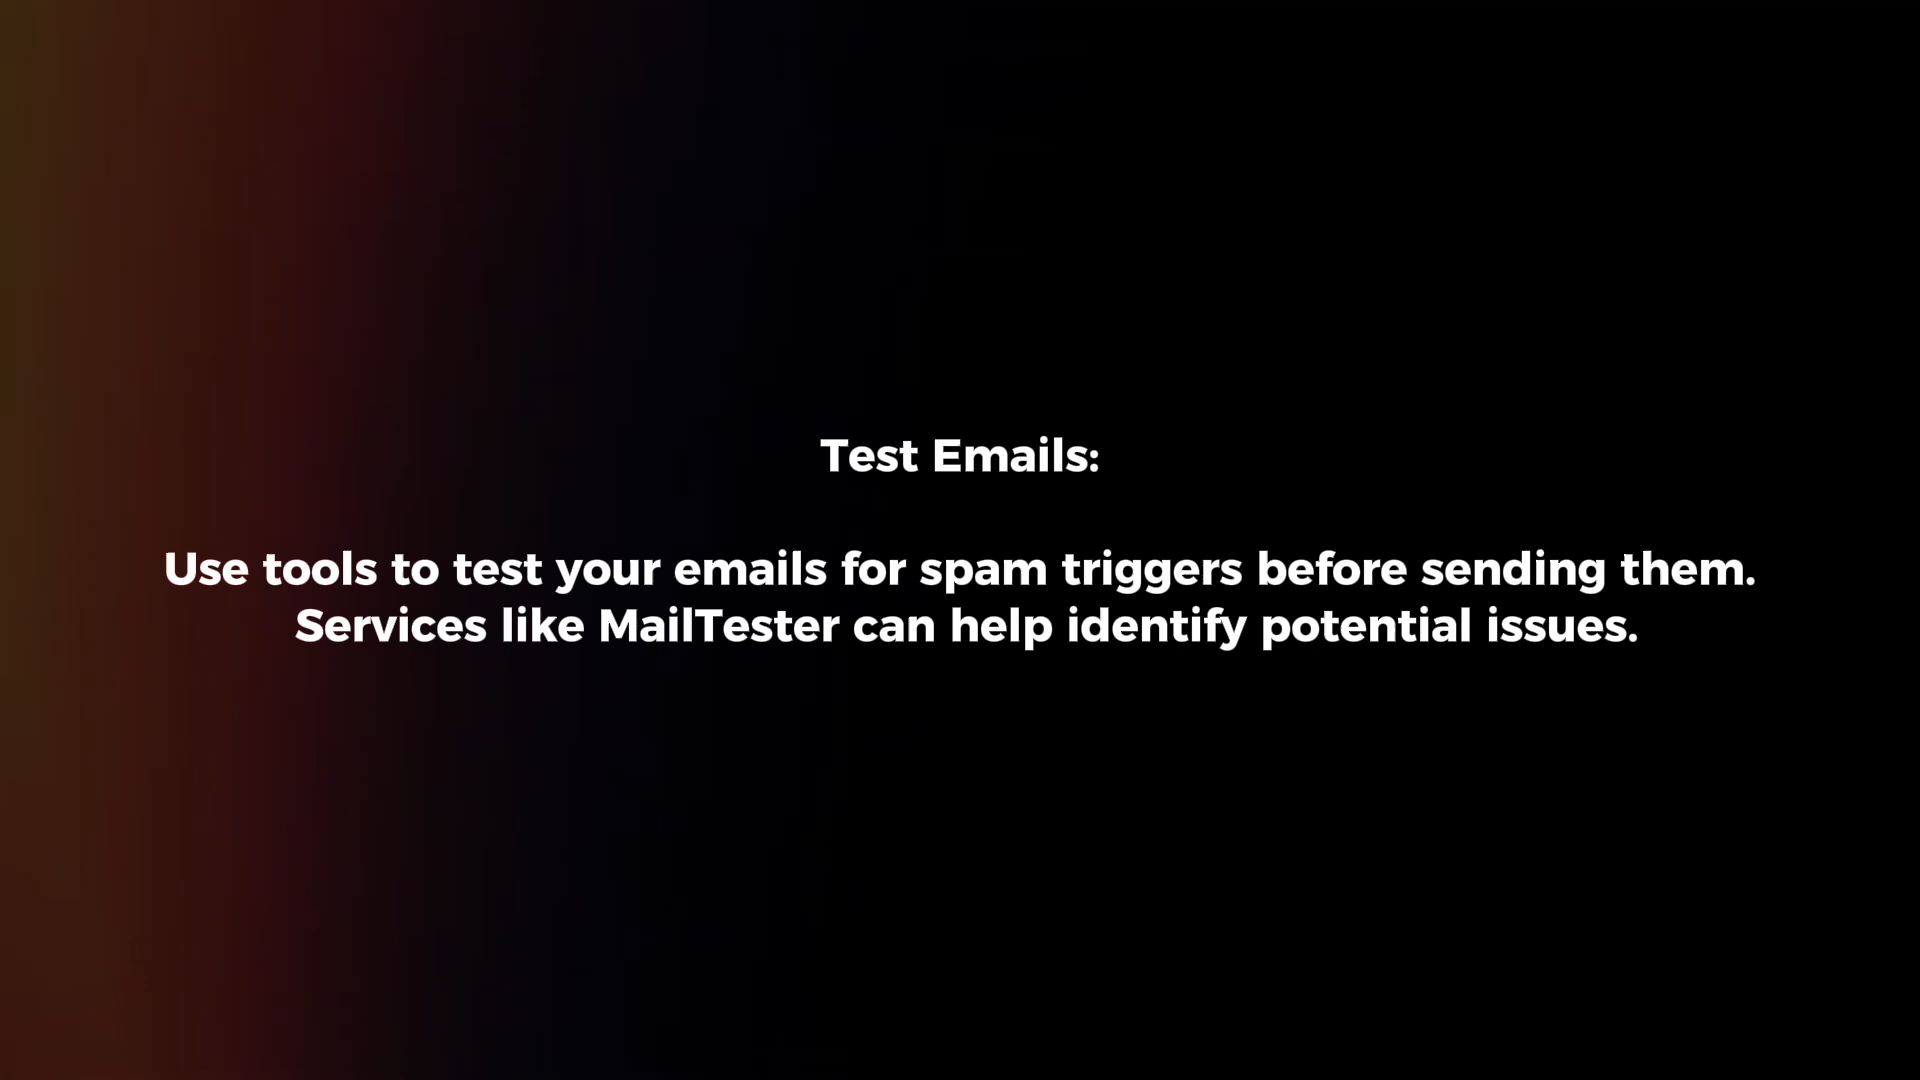 Test Emails:
Use tools to test your emails for spam triggers before sending them.
Services like MailTester can help identify potential issues.